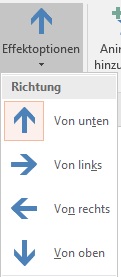 Effektoptionen
Ani
hinzu
Richtung
Von unten
Von links
Von rechts
Von oben